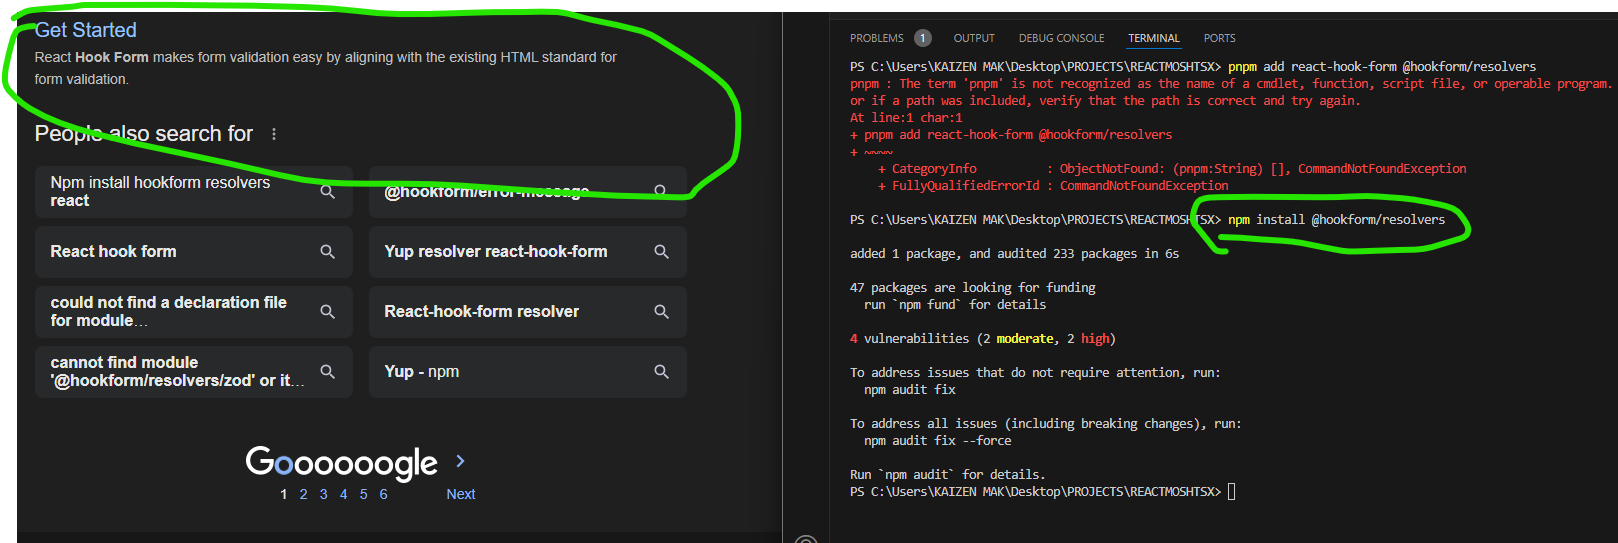 Get Started
React Hook Form makes form validation easy by aligning with the existing HTML standard for
form validation.
People also search for
Npm install hookform resolvers
react
@hookform/error-message
React hook form
Yup resolver react-hook-form
could not find a declaration file
for module...
React-hook-form resolver
cannot find module
'@hookform/resolvers/zod' or it...
Yup - npm
Goooooogle
1 2 3 4 5 6 Next
PROBLEMS 1 OUTPUT DEBUG CONSOLE TERMINAL PORTS
PS C:\Users\KAIZEN MAK\Desktop\PROJECTS\REACTMOSHTSX> pnpm add react-hook-form @hookform/resolvers
pnpm : The term 'pnpm' is not recognized as the name of a cmdlet, function, script file, or operable program.
or if a path was included, verify that the path is correct and try again.
At line:1 char:1
+ pnpm add react-hook-form @hookform/resolvers
+ ~~~~
+ CategoryInfo : ObjectNotFound: (pnpm:String) [], CommandNotFoundException
+ FullyQualifiedErrorId : CommandNotFoundException
PS C:\Users\KAIZEN MAK\Desktop\PROJECTS\REACTMOSHTSX> npm install @hookform/resolvers
added 1 package, and audited 233 packages in 6s
47 packages are looking for funding
run `npm fund` for details
4 vulnerabilities (2 moderate, 2 high)
To address issues that do not require attention, run:
npm audit fix
To address all issues (including breaking changes), run:
npm audit fix --force
Run `npm audit` for details.
PS C:\Users\KAIZEN MAK\Desktop\PROJECTS\REACTMOSHTSX>